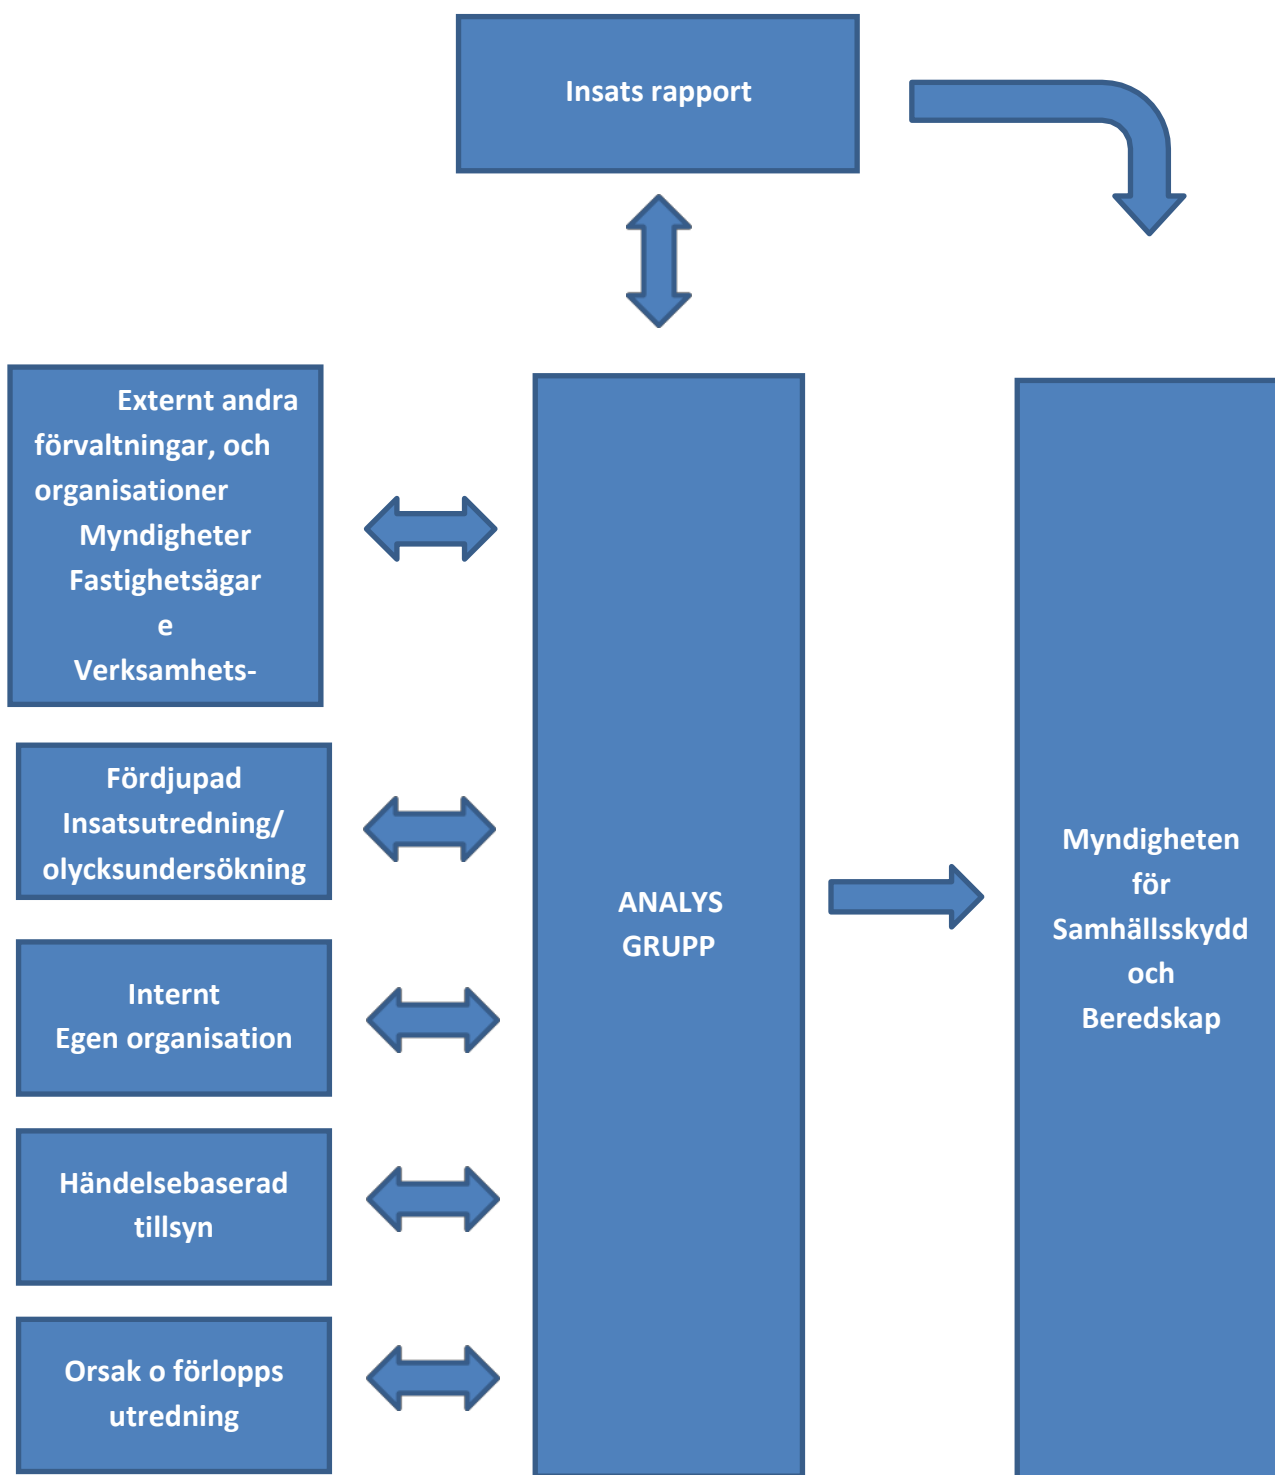 Insats rapport
Externt andra
förvaltningar, och
organisationer
Myndigheter
Fastighetsägar
e
Verksamhets-
Fördjupad
Insatsutredning/
olycksundersökning
Internt
Egen organisation
Händelsebaserad
tillsyn
Orsak o förlopps
utredning
ANALYS
GRUPP
Myndigheten
för
Samhällsskydd
och
Beredskap